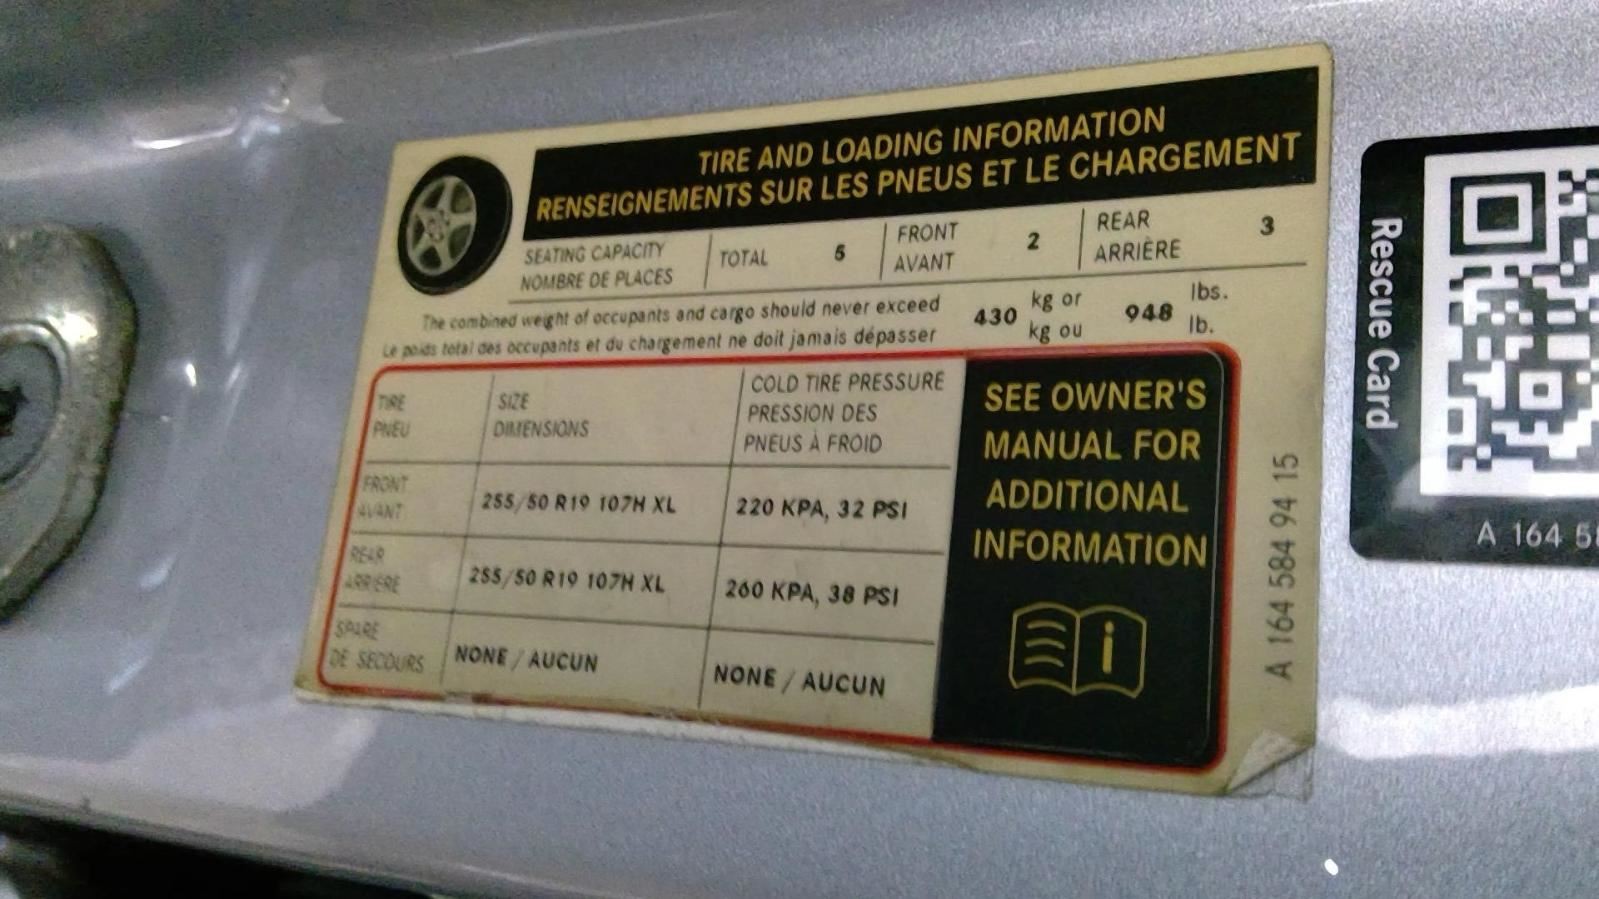 TIRE AND LOADING INFORMATION
RENSEIGNEMENTS SUR LES PNEUS ET LE CHARGEMENT
SEATING CAPACITY
NOMBRE DE PLACES
TOTAL 5
FRONT
AVANT
2
REAR
ARRIÈRE
3
The combined weight of occupants and cargo should never exceed 430 kg or 948 lbs.
Le poids total des occupants et du chargement ne doit jamais dépasser kg ou lb.
TIRE
PNEU
SIZE
DIMENSIONS
COLD TIRE PRESSURE
PRESSION DES
PNEUS À FROID
FRONT
AVANT
255/50 R19 107H XL
220 KPA, 32 PSI
REAR
ARRIÈRE
255/50 R19 107H XL
260 KPA, 38 PSI
SPARE
DE SECOURS
NONE / AUCUN
NONE / AUCUN
SEE OWNER'S
MANUAL FOR
ADDITIONAL
INFORMATION
A 164 584 94 15
Rescue Card
A 164